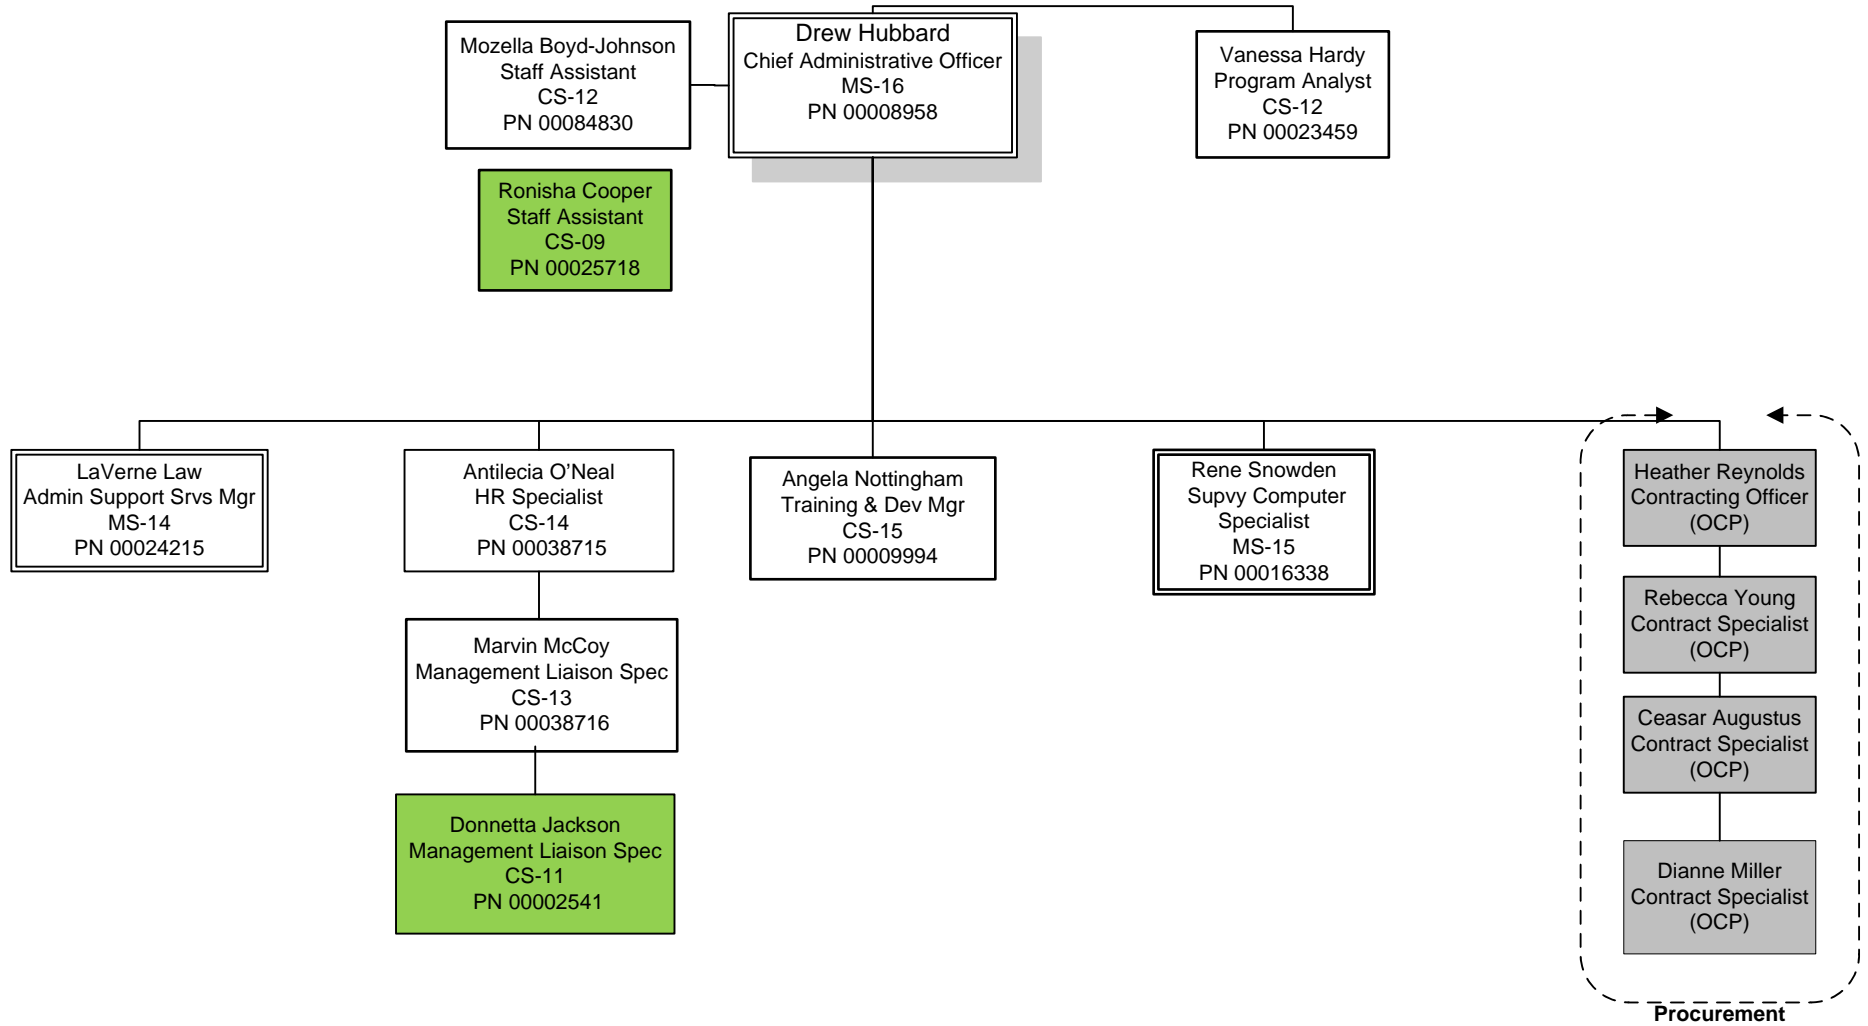 Mozella Boyd-Johnson
Staff Assistant
CS-12
PN 00084830
Drew Hubbard
Chief Administrative Officer
MS-16
PN 00008958
Vanessa Hardy
Program Analyst
CS-12
PN 00023459
Ronisha Cooper
Staff Assistant
CS-09
PN 00025718
LaVerne Law
Admin Support Srvs Mgr
MS-14
PN 00024215
Antilecia O’Neal
HR Specialist
CS-14
PN 00038715
Marvin McCoy
Management Liaison Spec
CS-13
PN 00038716
Donnetta Jackson
Management Liaison Spec
CS-11
PN 00002541
Angela Nottingham
Training & Dev Mgr
CS-15
PN 00009994
Rene Snowden
Supvy Computer
Specialist
MS-15
PN 00016338
Heather Reynolds
Contracting Officer
(OCP)
Rebecca Young
Contract Specialist
(OCP)
Ceasar Augustus
Contract Specialist
(OCP)
Dianne Miller
Contract Specialist
(OCP)
Procurement